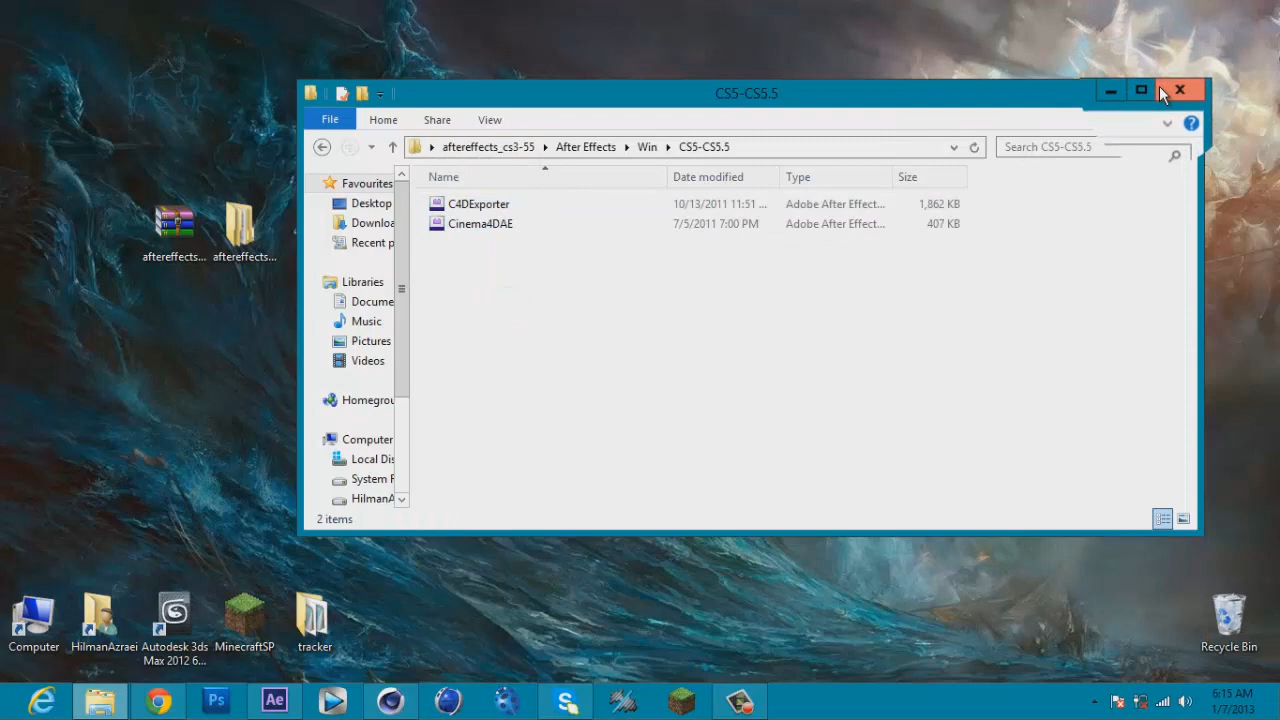 CS5-CS5.5
File Home Share View
aftereffects_cs3-55 After Effects Win CS5-CS5.5
Search CS5-CS5.5
Name Date modified Type Size
C4DExporter 10/13/2011 11:51 ... Adobe After Effect... 1,862 KB
Cinema4DAE 7/5/2011 7:00 PM Adobe After Effect... 407 KB
Favourites
Desktop
Downlo
Recent p
Libraries
Docume
Music
Pictures
Videos
Homegrou
Computer
Local Dis
System F
HilmanA
2 items
aftereffects... aftereffects...
Computer HilmanAzraei Autodesk 3ds Max 2012 6... MinecraftSP tracker
Recycle Bin
Ps Ae
6:15 AM
1/7/2013